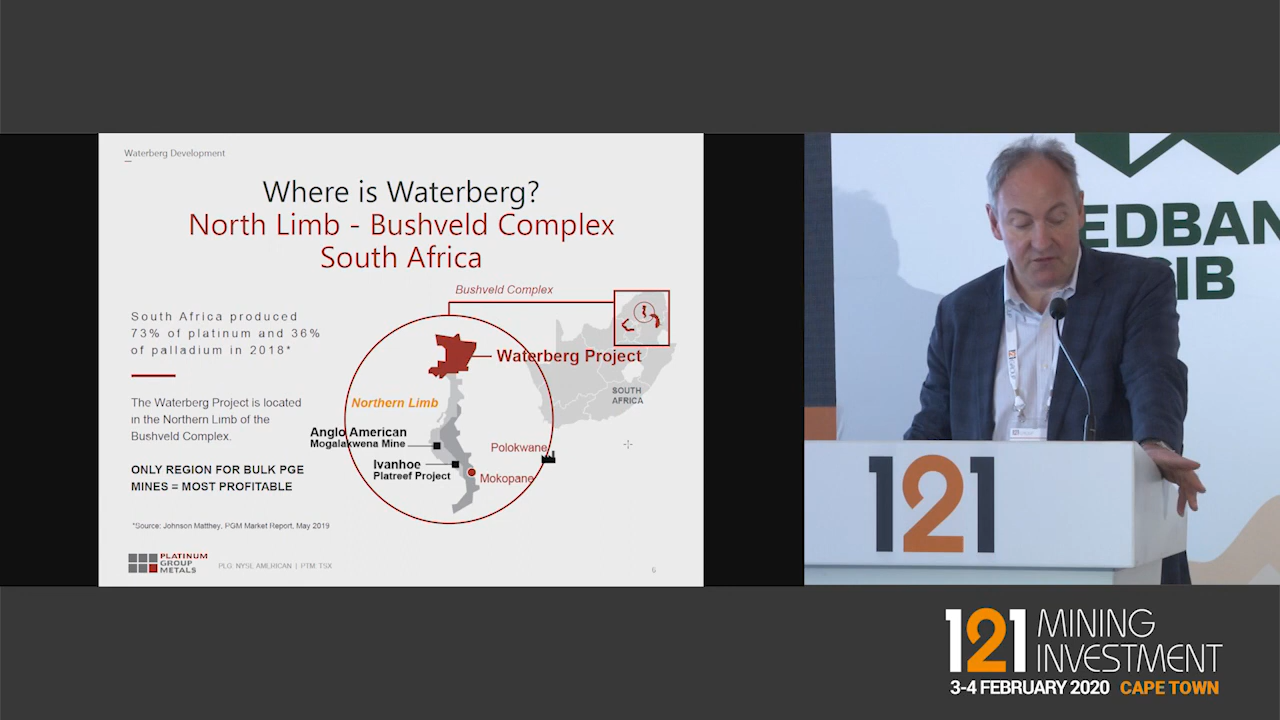 Waterberg Development
Where is Waterberg?
North Limb - Bushveld Complex
South Africa
South Africa produced
73% of platinum and 36%
of palladium in 2018*
The Waterberg Project is located
in the Northern Limb of the
Bushveld Complex.
ONLY REGION FOR BULK PGE
MINES = MOST PROFITABLE
*Source: Johnson Matthey, PGM Market Report, May 2019
Bushveld Complex
Waterberg Project
SOUTH
AFRICA
Northern Limb
Anglo American
Mogalakwena Mine
Ivanhoe
Platreef Project
Polokwane
Mokopane
PLATINUM
GROUP
METALS
PLG: NYSE AMERICAN | PTM: TSX
6
EDBAN
IB
121
121 MINING
INVESTMENT
3-4 FEBRUARY 2020 CAPE TOWN